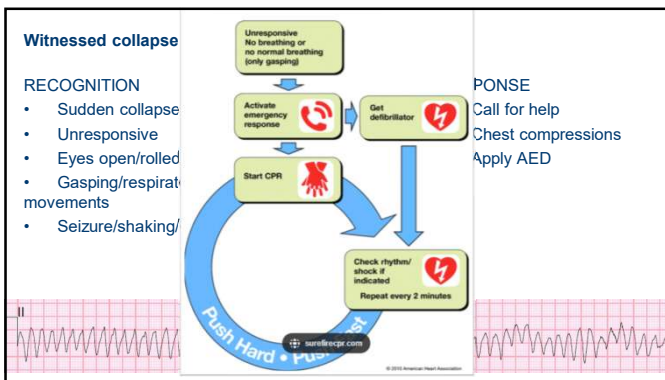 Witnessed collapse
RECOGNITION
• Sudden collapse
• Unresponsive
• Eyes open/rolled
• Gasping/respirat
movements
• Seizure/shaking/
Unresponsive
No breathing or
no normal breathing
(only gasping)
Activate
emergency
response
Get
defibrillator
Start CPR
Check rhythm/
shock if
indicated
Repeat every 2 minutes
Push Hard • Push Fast
surefirecpr.com
© 2010 American Heart Association
PONSE
Call for help
Chest compressions
Apply AED
II